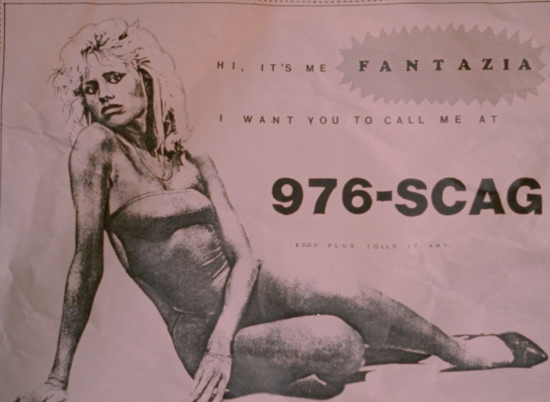 HI, IT'S ME FANTAZIA
I WANT YOU TO CALL ME AT
976-SCAG
PLUS TOLLS IF ANY.